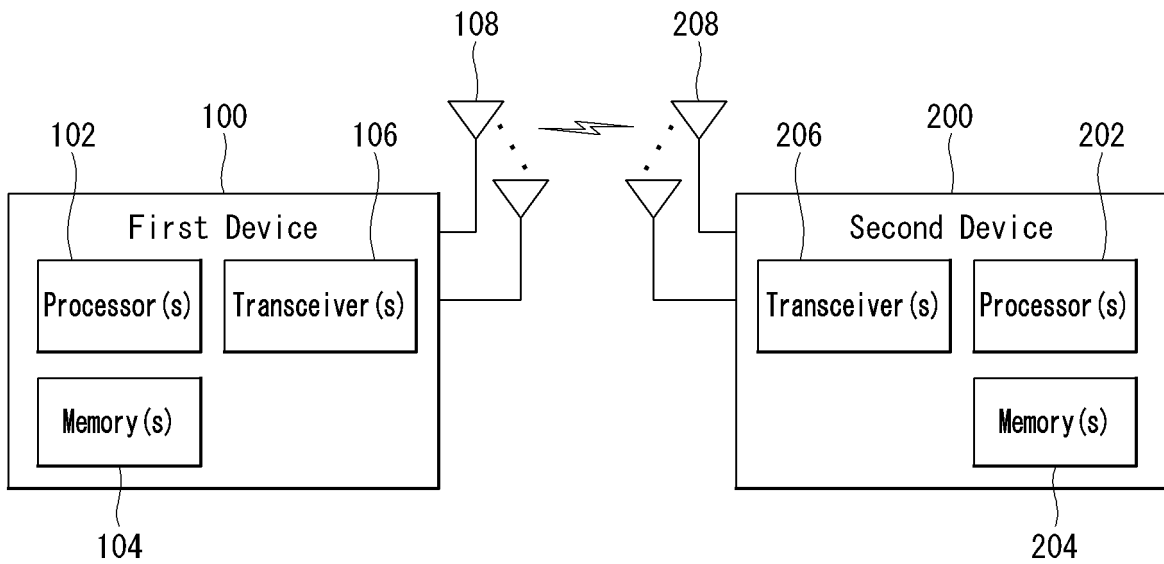 108 208
100 200
102 106 206 202
First Device Second Device
Processor(s) Transceiver(s) Transceiver(s) Processor(s)
Memory(s) Memory(s)
104 204